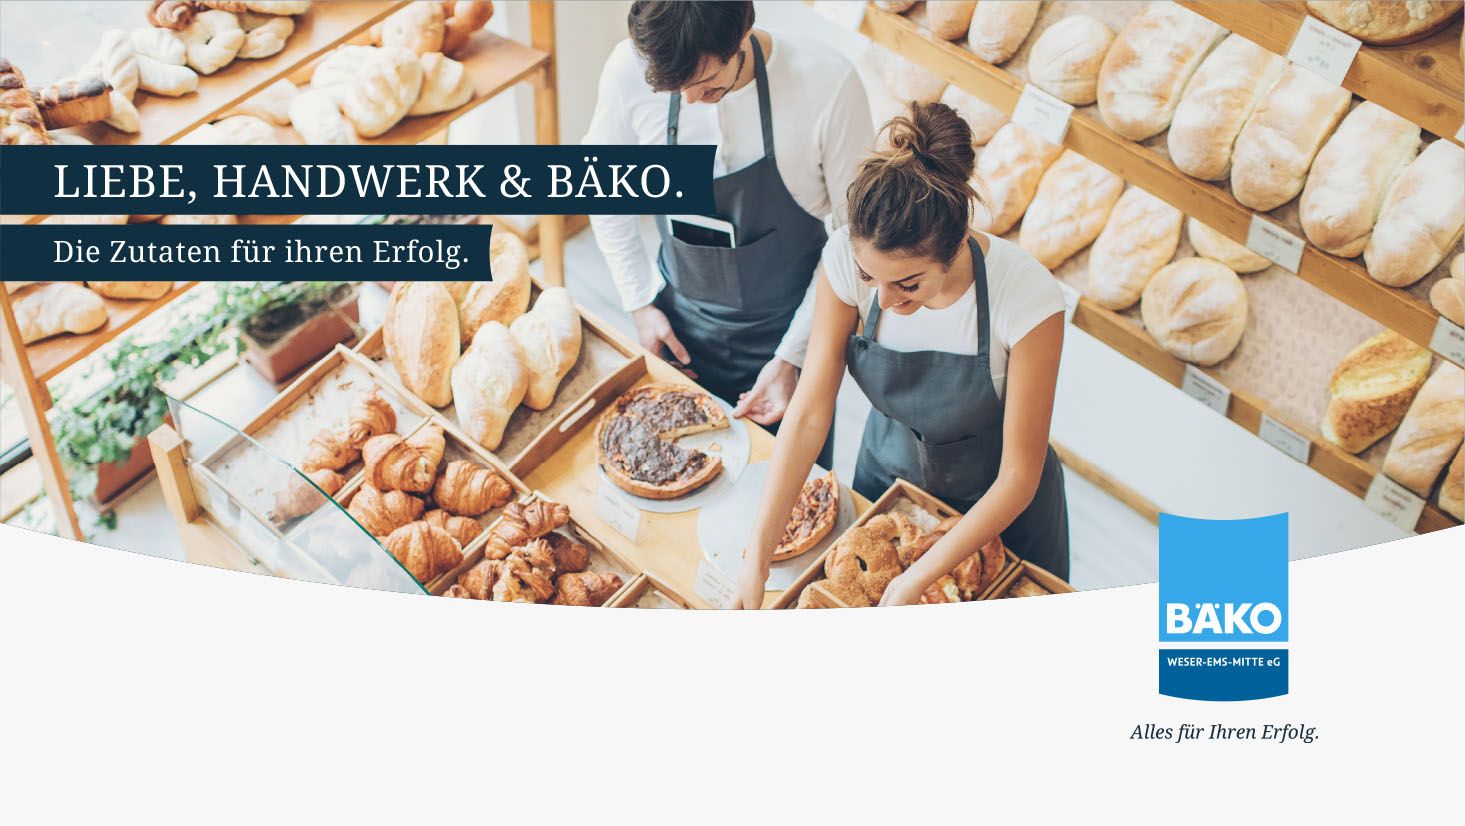 LIEBE, HANDWERK & BÄKO.
Die Zutaten für ihren Erfolg.
BÄKO
WESER-EMS-MITTE eG
Alles für Ihren Erfolg.